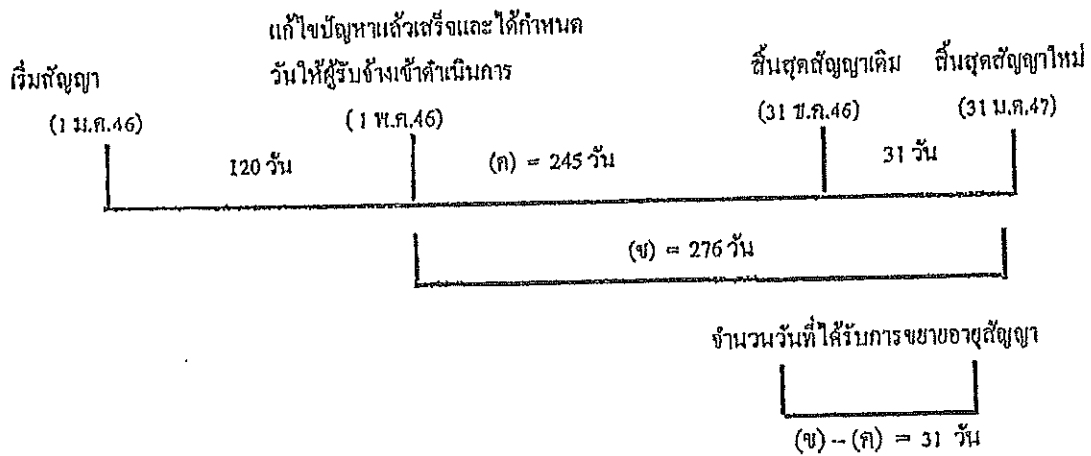 แก้ไขปัญหาแล้วเสร็จและได้กำหนด
วันให้ผู้รับจ้างเข้าดำเนินการ
เริ่มสัญญา
สิ้นสุดสัญญาเดิม
สิ้นสุดสัญญาใหม่
(1 ม.ค.46)
(1 พ.ค.46)
(31 ธ.ค.46)
(31 ม.ค.47)
120 วัน
(ค) = 245 วัน
31 วัน
(ข) = 276 วัน
จำนวนวันที่ได้รับการขยายอายุสัญญา
(ข) - (ค) = 31 วัน